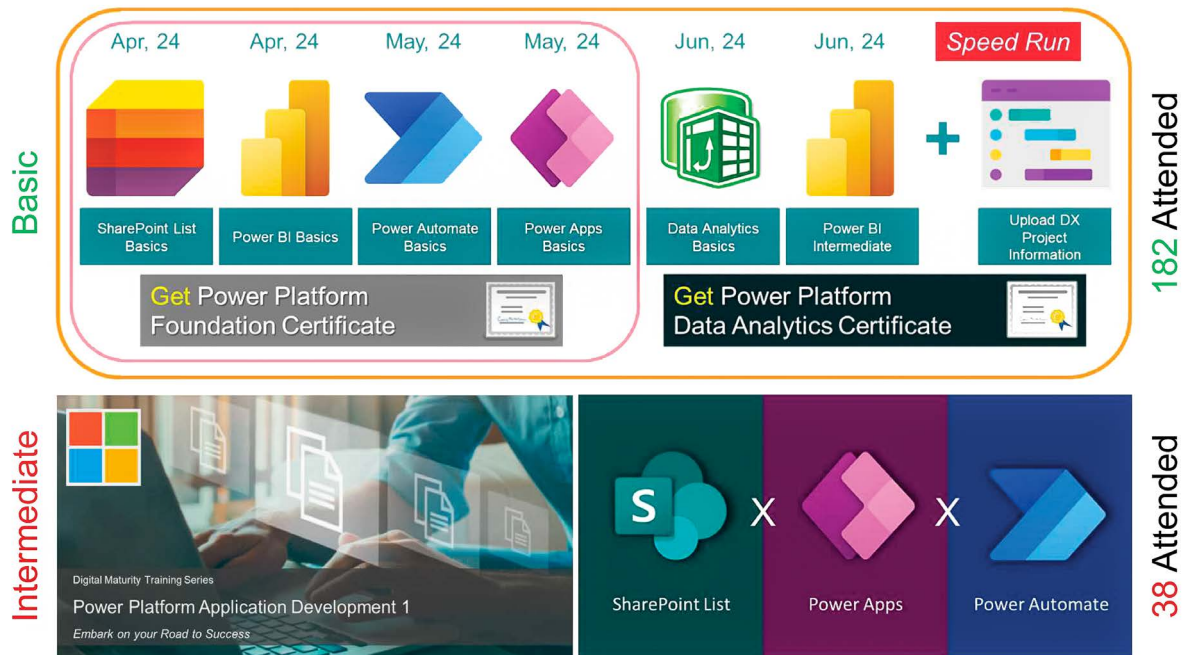 Apr, 24
Apr, 24
May, 24
May, 24
Jun, 24
Jun, 24
Speed Run
Basic
SharePoint List
Basics
Power BI Basics
Power Automate
Basics
Power Apps
Basics
Data Analytics
Basics
Power BI
Intermediate
+
Upload DX
Project
Information
182 Attended
Get Power Platform
Foundation Certificate
Get Power Platform
Data Analytics Certificate
Intermediate
Digital Maturity Training Series
Power Platform Application Development 1
Embark on your Road to Success
S
X
X
SharePoint List
Power Apps
Power Automate
38 Attended